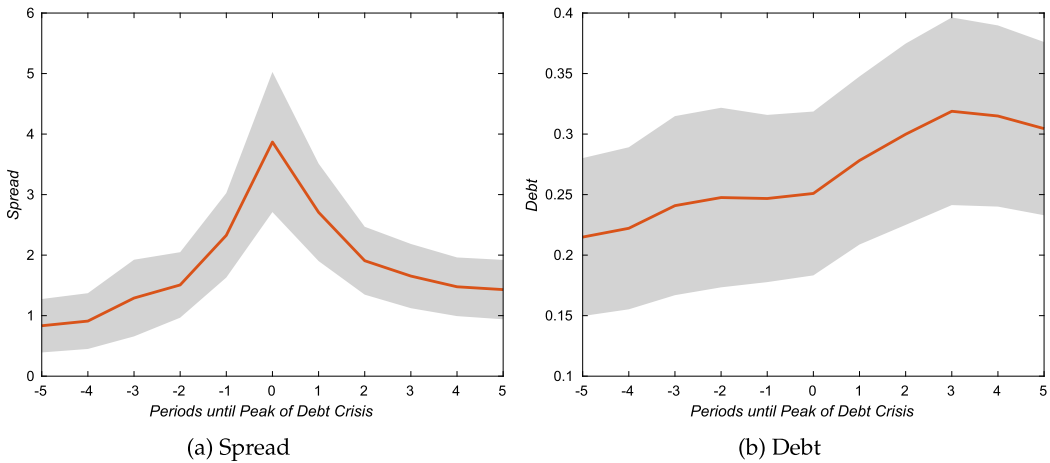 6
5
4
3
2
1
0
Spread
-5 -4 -3 -2 -1 0 1 2 3 4 5
Periods until Peak of Debt Crisis
(a) Spread
0.4
0.35
0.3
0.25
0.2
0.15
0.1
Debt
-5 -4 -3 -2 -1 0 1 2 3 4 5
Periods until Peak of Debt Crisis
(b) Debt